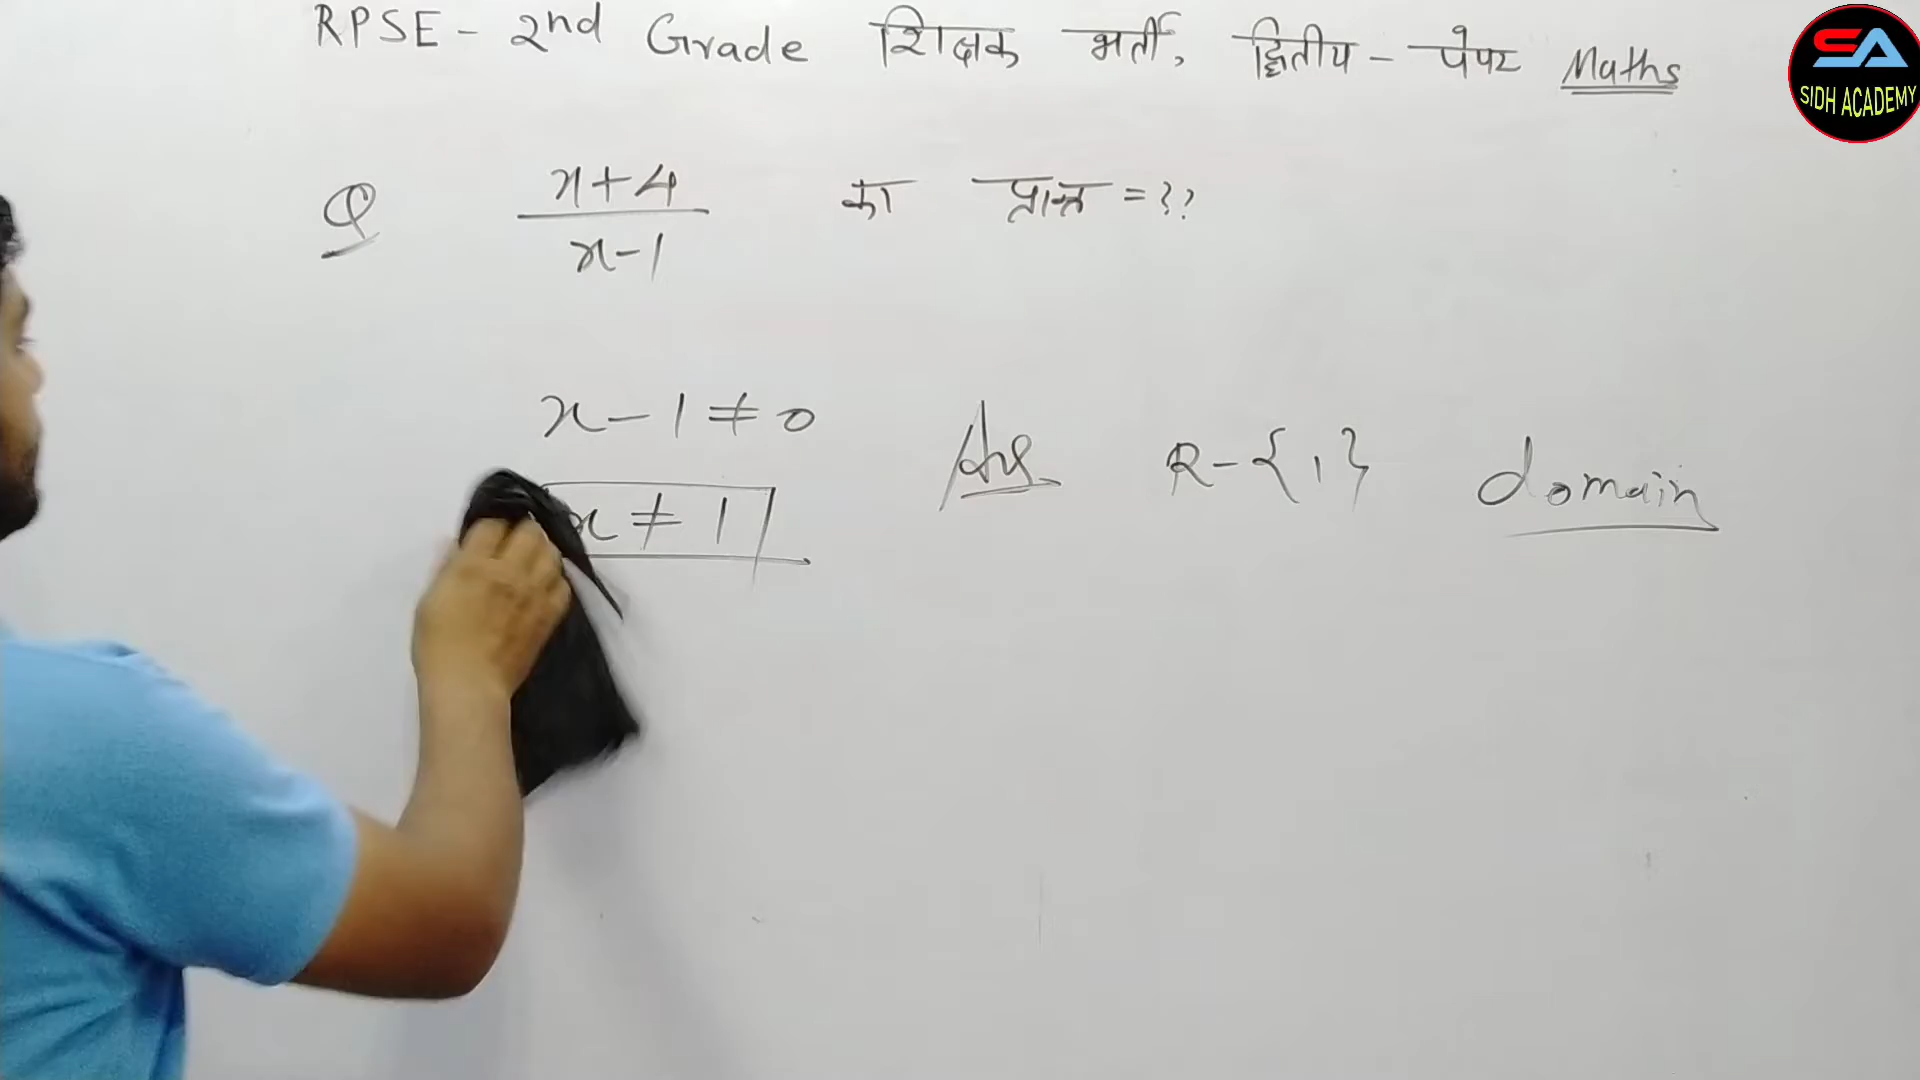 RPSE - 2nd Grade शिक्षक भर्ती, द्वितीय - पेपर Maths
SA
SIDH ACADEMY
Q x+4/x-1 का प्रान्त = ??
x - 1 ≠ 0
Ans R - {1} domain
x ≠ 1